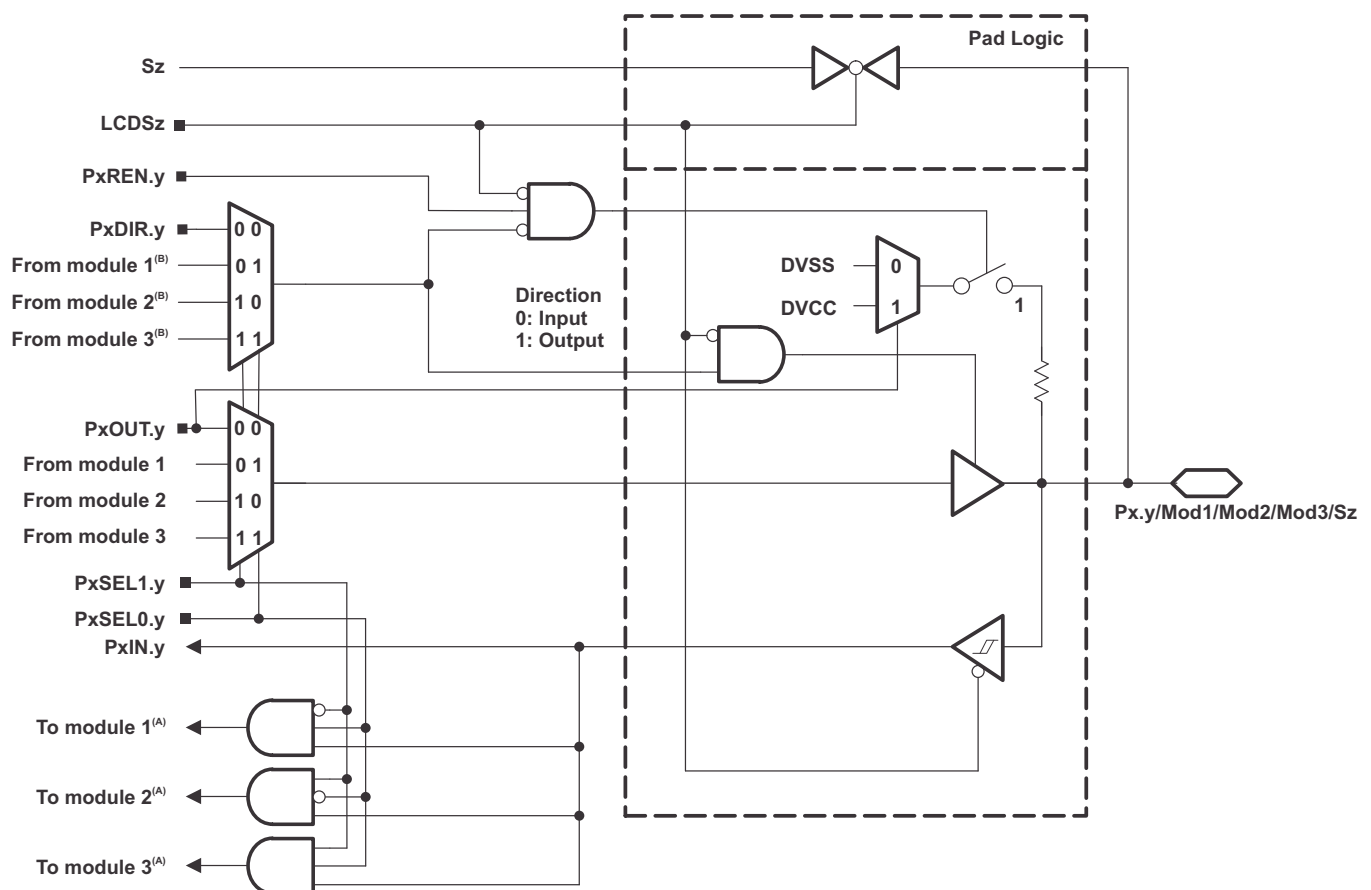 Pad Logic
Sz
LCDSz
PxREN.y
PxDIR.y
0 0
From module 1(B)
0 1
From module 2(B)
1 0
From module 3(B)
1 1
Direction
0: Input
1: Output
DVSS
0
DVCC
1
1
PxOUT.y
0 0
From module 1
0 1
From module 2
1 0
From module 3
1 1
Px.y/Mod1/Mod2/Mod3/Sz
PxSEL1.y
PxSEL0.y
PxIN.y
To module 1(A)
To module 2(A)
To module 3(A)